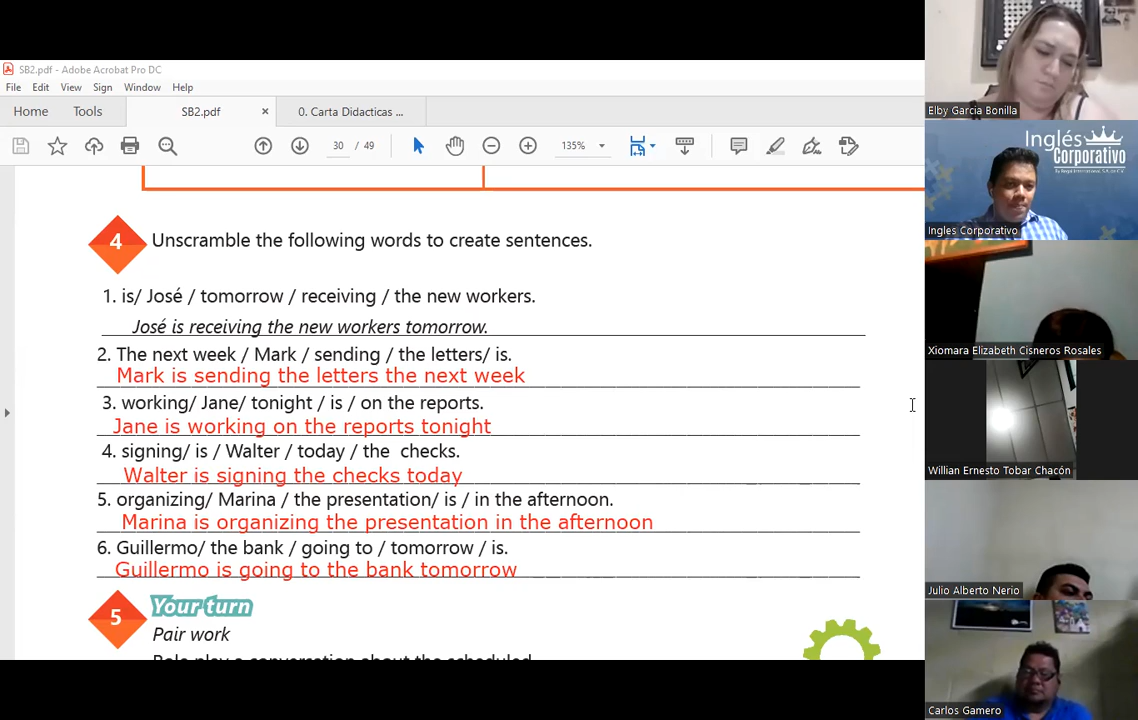 SB2.pdf - Adobe Acrobat Pro DC
File Edit View Sign Window Help
Home Tools SB2.pdf × 0. Carta Didacticas ...
30 / 49 135%
4 Unscramble the following words to create sentences.
1. is/ José / tomorrow / receiving / the new workers.
José is receiving the new workers tomorrow.
2. The next week / Mark / sending / the letters/ is.
Mark is sending the letters the next week
3. working/ Jane/ tonight / is / on the reports.
Jane is working on the reports tonight
4. signing/ is / Walter / today / the checks.
Walter is signing the checks today
5. organizing/ Marina / the presentation/ is / in the afternoon.
Marina is organizing the presentation in the afternoon
6. Guillermo/ the bank / going to / tomorrow / is.
Guillermo is going to the bank tomorrow
5 Your turn
Pair work
Role play a conversation about the scheduled
Elby García Bonilla
Inglés
Corporativo
Ingles Corporativo
Xiomara Elizabeth Cisneros Rosales
Willian Ernesto Tobar Chacón
Julio Alberto Nerio
Carlos Gamero